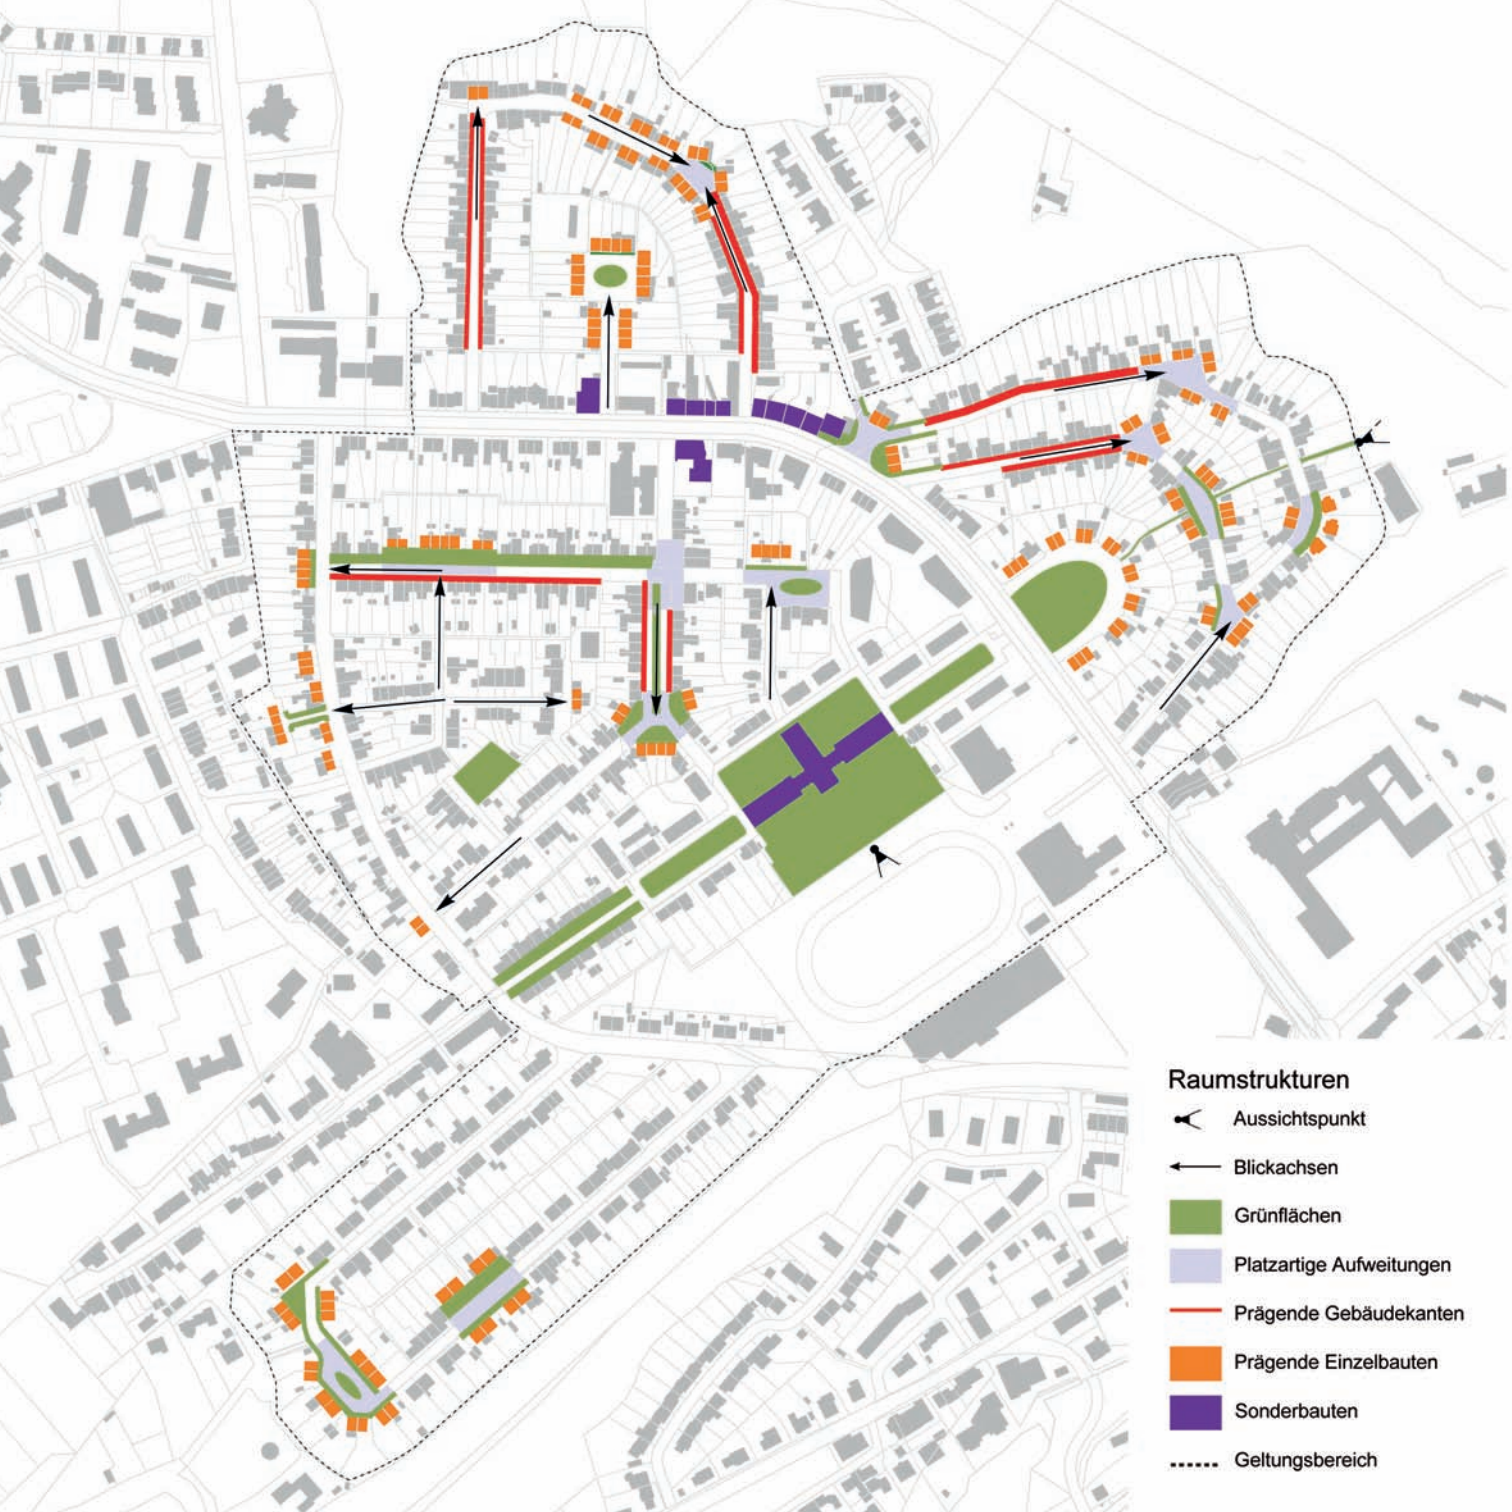 Raumstrukturen
Aussichtspunkt
Blickachsen
Grünflächen
Platzartige Aufweitungen
Prägende Gebäudekanten
Prägende Einzelbauten
Sonderbauten
Geltungsbereich